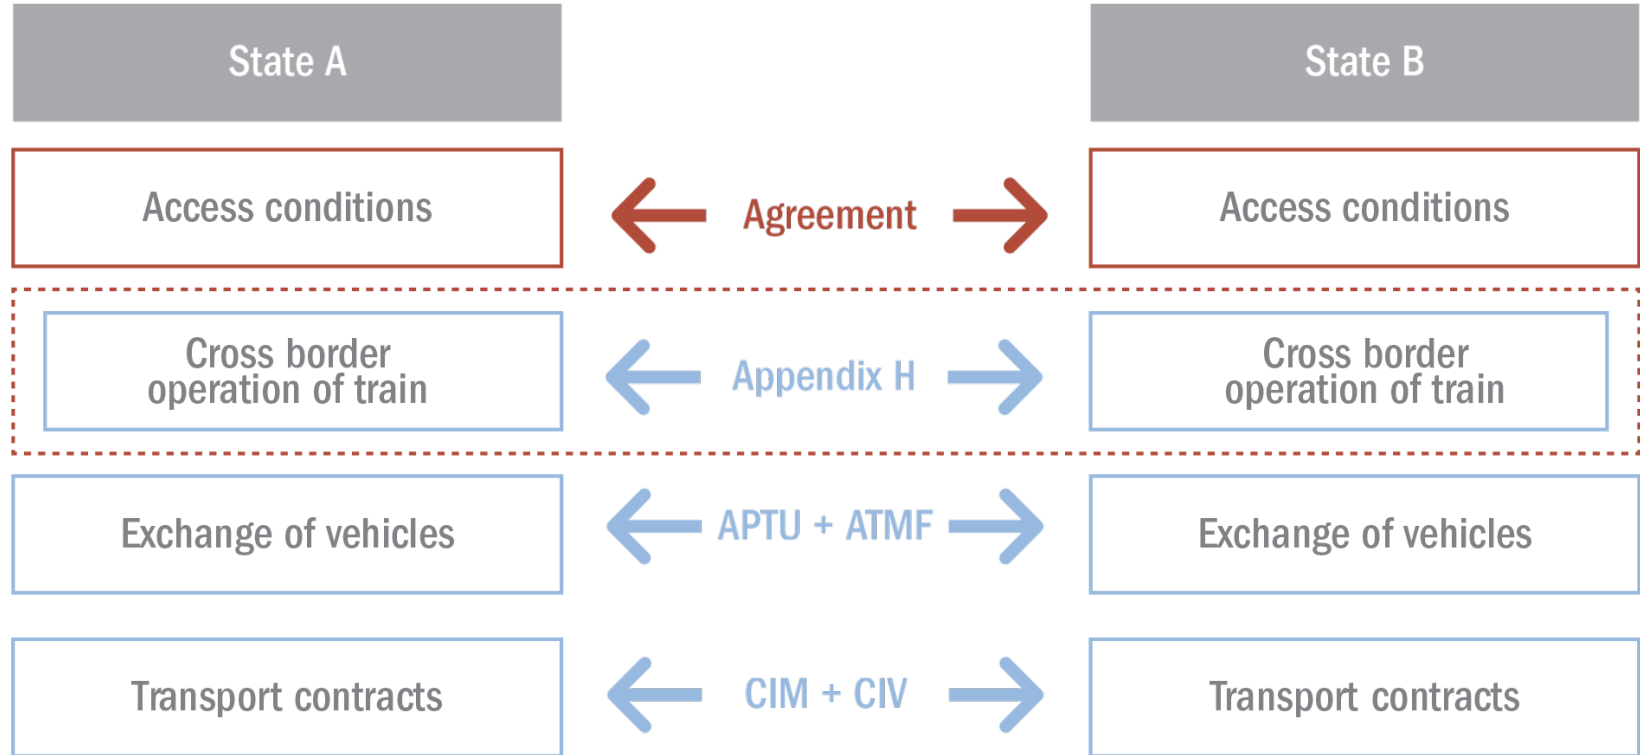 State A
State B
Access conditions
Agreement
Access conditions
Cross border
operation of train
Appendix H
Cross border
operation of train
Exchange of vehicles
APTU + ATMF
Exchange of vehicles
Transport contracts
CIM + CIV
Transport contracts